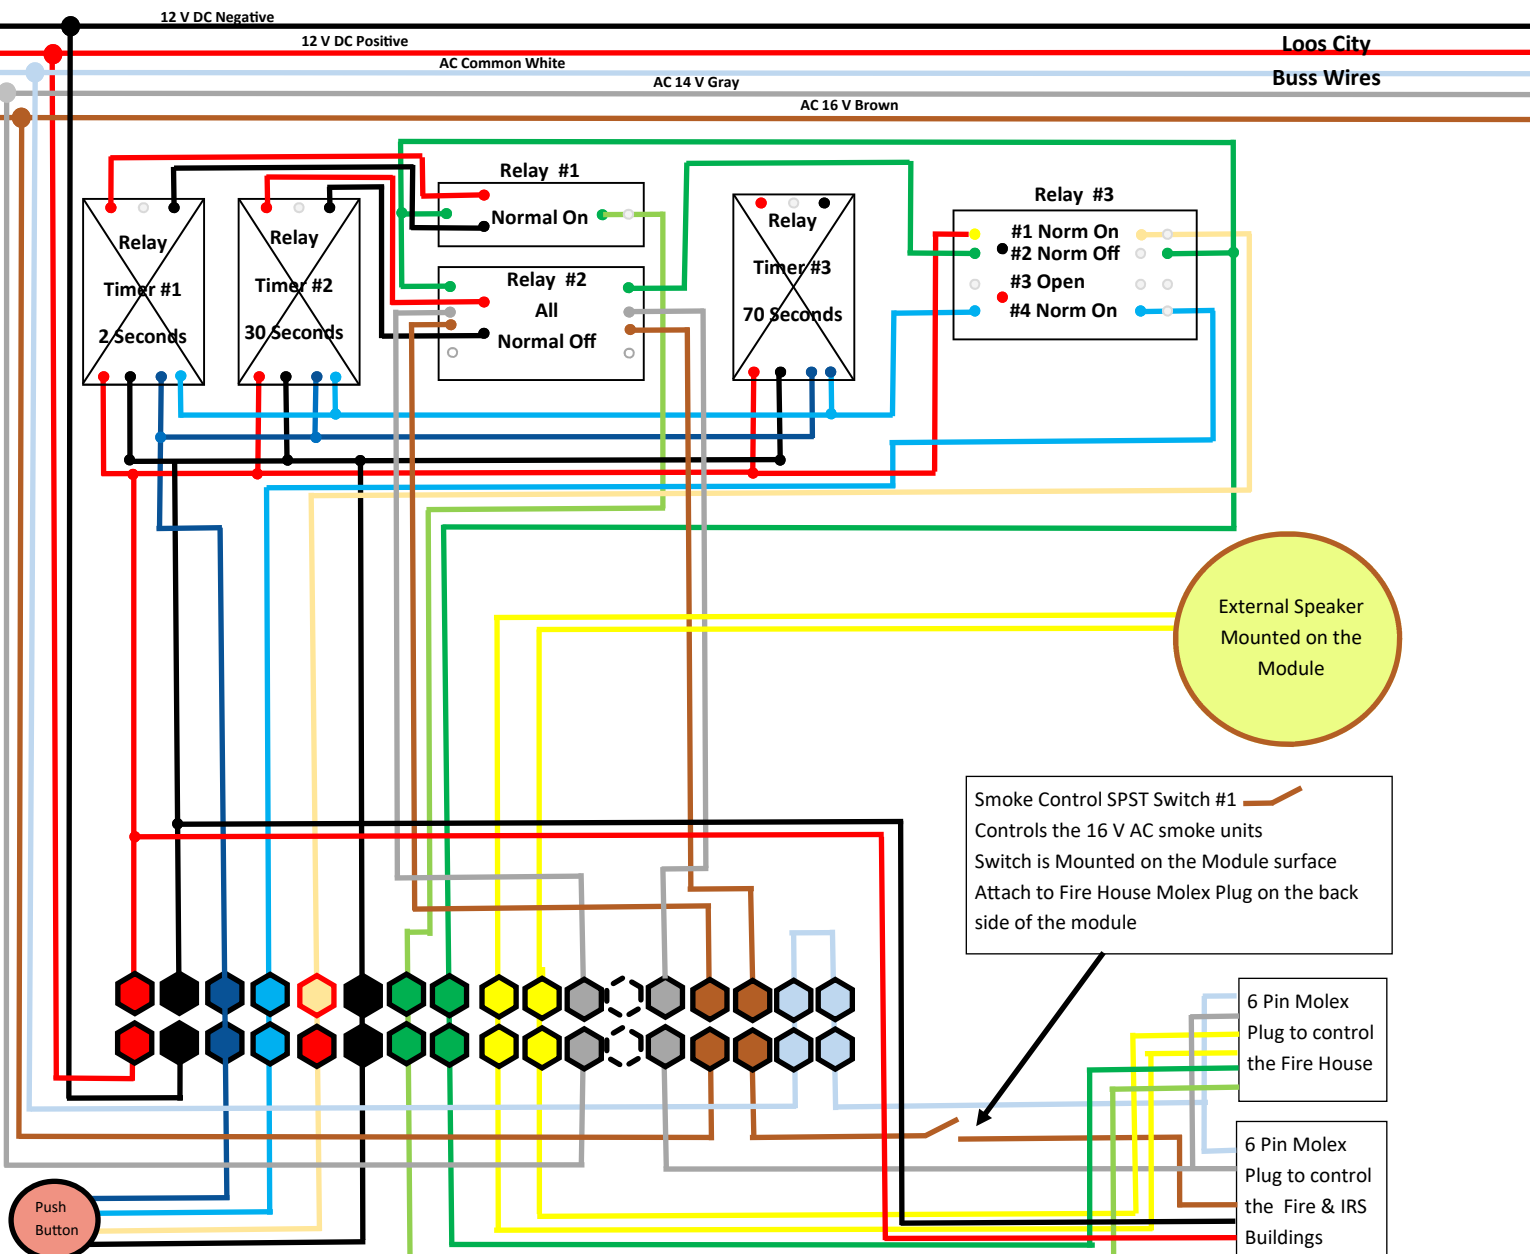 12 V DC Negative
12 V DC Positive
Loos City
AC Common White
Buss Wires
AC 14 V Gray
AC 16 V Brown
Relay #1
Normal On
Relay
Timer #1
2 Seconds
Relay
Timer #2
30 Seconds
Relay #2
All
Normal Off
Relay
Timer #3
70 Seconds
Relay #3
#1 Norm On
#2 Norm Off
#3 Open
#4 Norm On
External Speaker
Mounted on the
Module
Smoke Control SPST Switch #1
Controls the 16 V AC smoke units
Switch is Mounted on the Module surface
Attach to Fire House Molex Plug on the back
side of the module
6 Pin Molex
Plug to control
the Fire House
6 Pin Molex
Plug to control
the Fire & IRS
Buildings
Push
Button